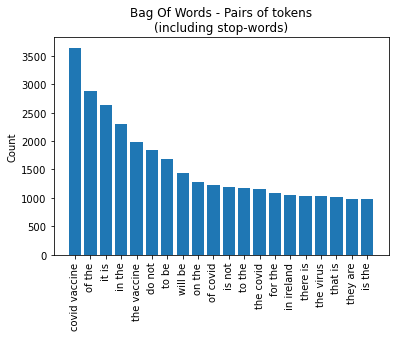 Bag Of Words - Pairs of tokens
(including stop-words)
Count
3500
3000
2500
2000
1500
1000
500
0
covid vaccine
of the
it is
in the
the vaccine
do not
to be
will be
on the
of covid
is not
to the
the covid
for the
in ireland
there is
the virus
that is
they are
is the